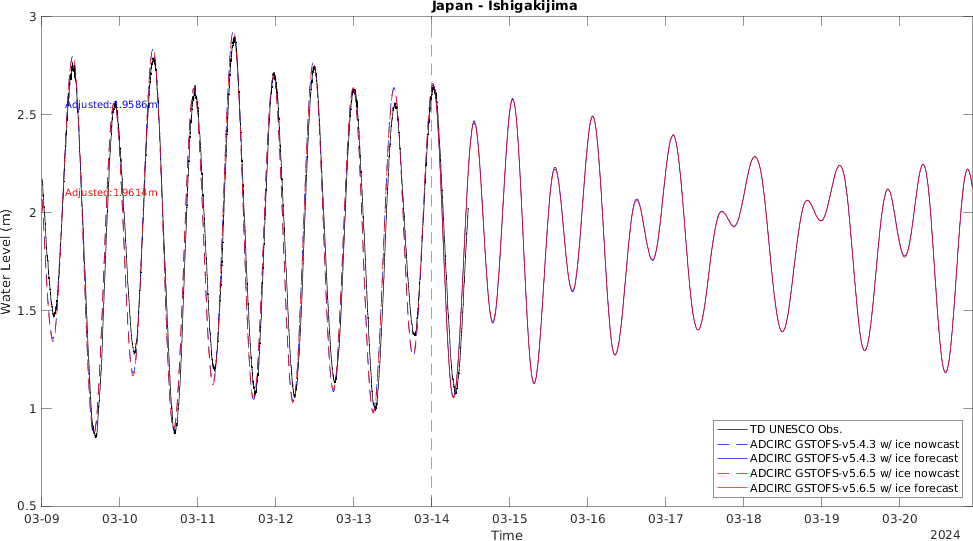 Japan - Ishigakijima
Water Level (m)
3
2.5
2
1.5
1
0.5
Adjusted:1.9586m
Adjusted:1.9614m
TD UNESCO Obs.
ADCIRC GSTOFS-v5.4.3 w/ ice nowcast
ADCIRC GSTOFS-v5.4.3 w/ ice forecast
ADCIRC GSTOFS-v5.6.5 w/ ice nowcast
ADCIRC GSTOFS-v5.6.5 w/ ice forecast
03-09 03-10 03-11 03-12 03-13 03-14 03-15 03-16 03-17 03-18 03-19 03-20
Time
2024